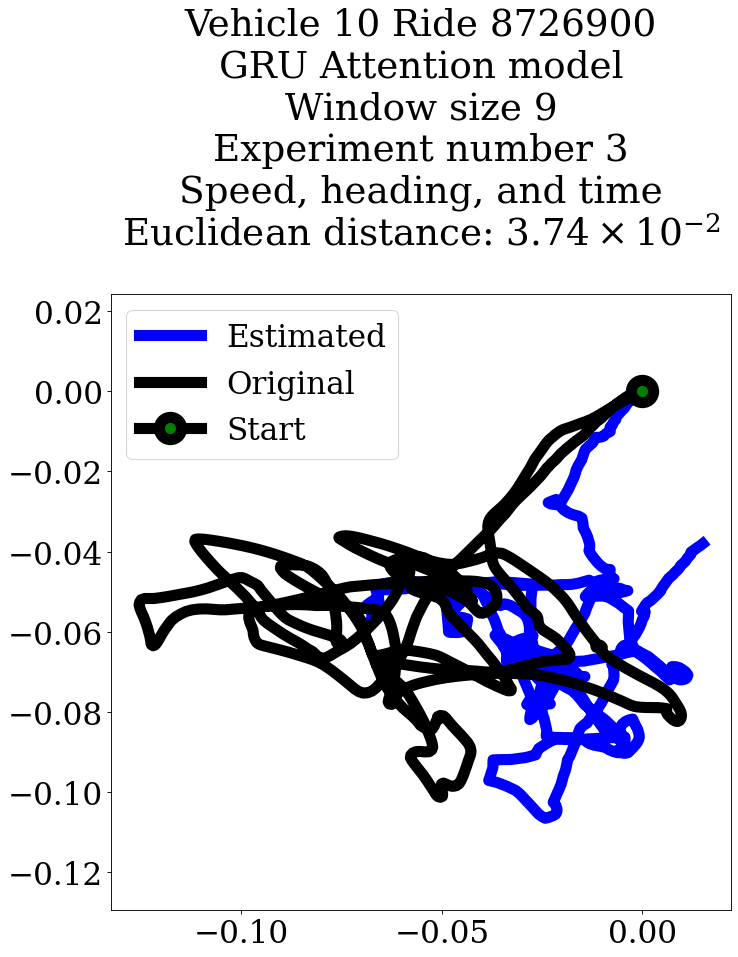 Vehicle 10 Ride 8726900
GRU Attention model
Window size 9
Experiment number 3
Speed, heading, and time
Euclidean distance: 3.74 × 10⁻²
0.02
Estimated
Original
Start
0.00
−0.02
−0.04
−0.06
−0.08
−0.10
−0.12
−0.10 −0.05 0.00